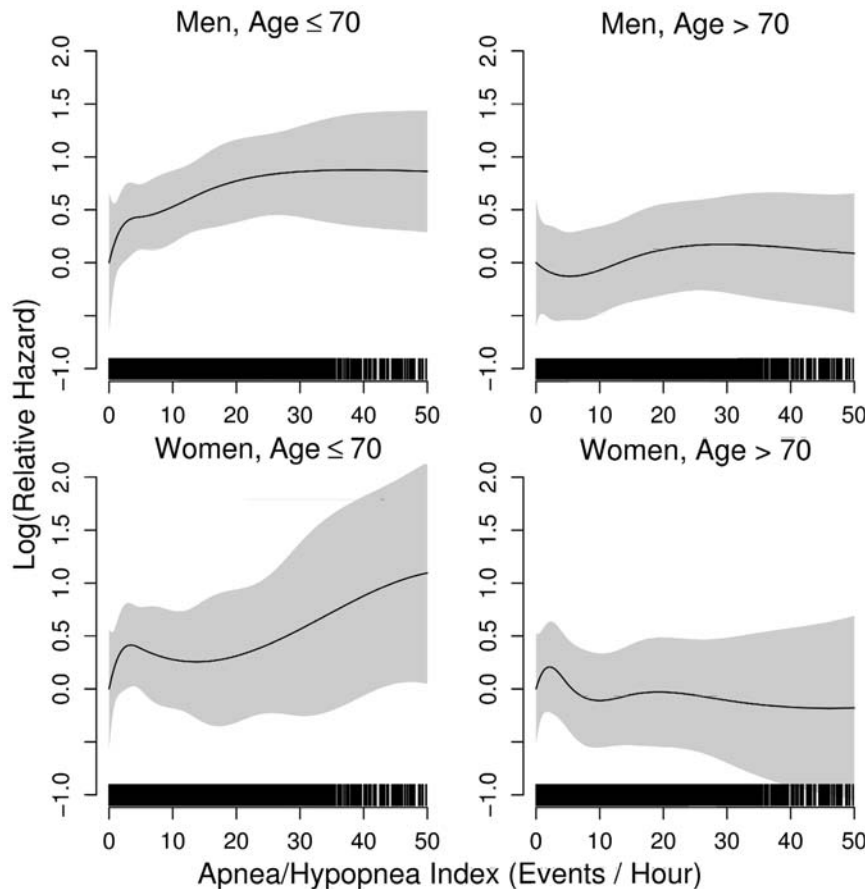 Men, Age ≤ 70
Men, Age > 70
2.0
1.5
1.0
0.5
0.0
−1.0
0 10 20 30 40 50
2.0
1.5
1.0
0.5
0.0
−1.0
0 10 20 30 40 50
Women, Age ≤ 70
Women, Age > 70
2.0
1.5
1.0
0.5
0.0
−1.0
0 10 20 30 40 50
2.0
1.5
1.0
0.5
0.0
−1.0
0 10 20 30 40 50
Log(Relative Hazard)
Apnea/Hypopnea Index (Events / Hour)